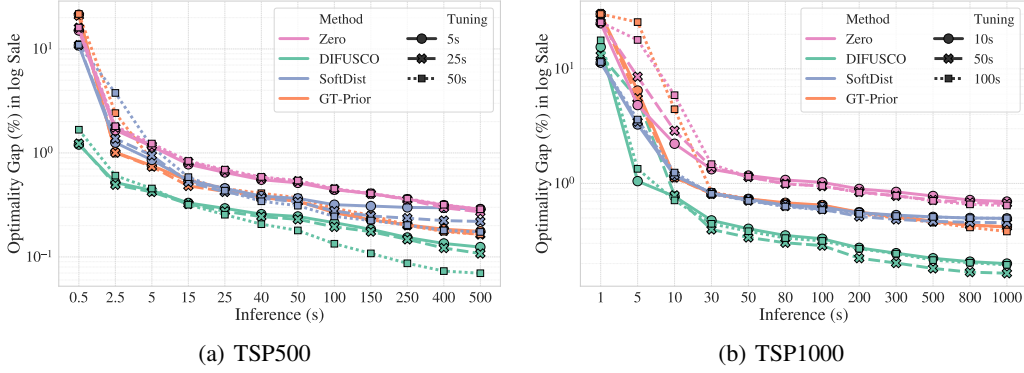 Optimality Gap (%) in log Sale
10¹
10⁰
10⁻¹
Method
Zero
DIFUSCO
SoftDist
GT-Prior
Tuning
5s
25s
50s
0.5 2.5 5 15 25 40 50 100 150 250 400 500
Inference (s)
(a) TSP500
Optimality Gap (%) in log Sale
10¹
10⁰
Method
Zero
DIFUSCO
SoftDist
GT-Prior
Tuning
10s
50s
100s
1 5 10 30 50 80 100 200 300 500 800 1000
Inference (s)
(b) TSP1000